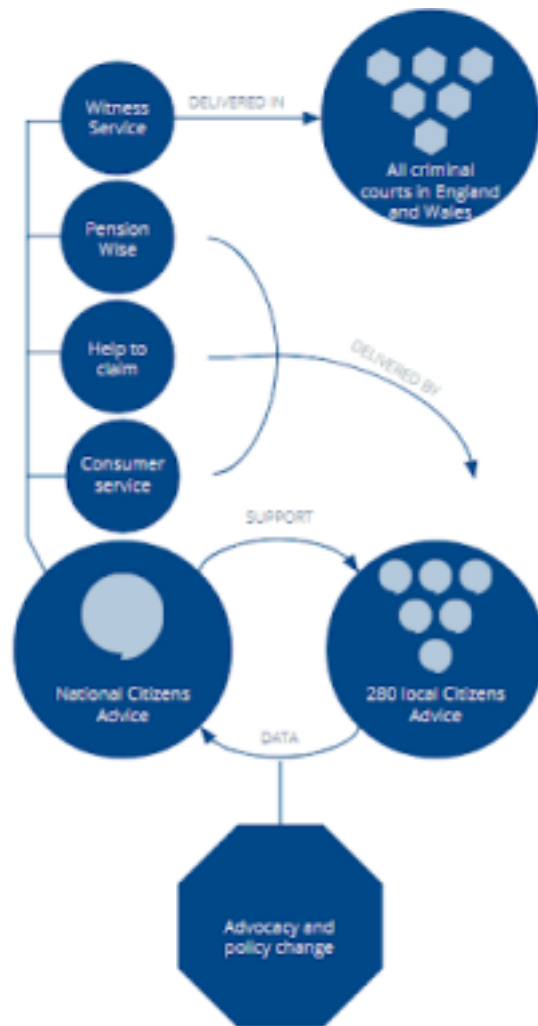 Witness
Service
DELIVERED IN
All criminal
courts in England
and Wales
Pension
Wise
Help to
claim
DELIVERED BY
Consumer
service
SUPPORT
National Citizens
Advice
280 local Citizens
Advice
DATA
Advocacy and
policy change